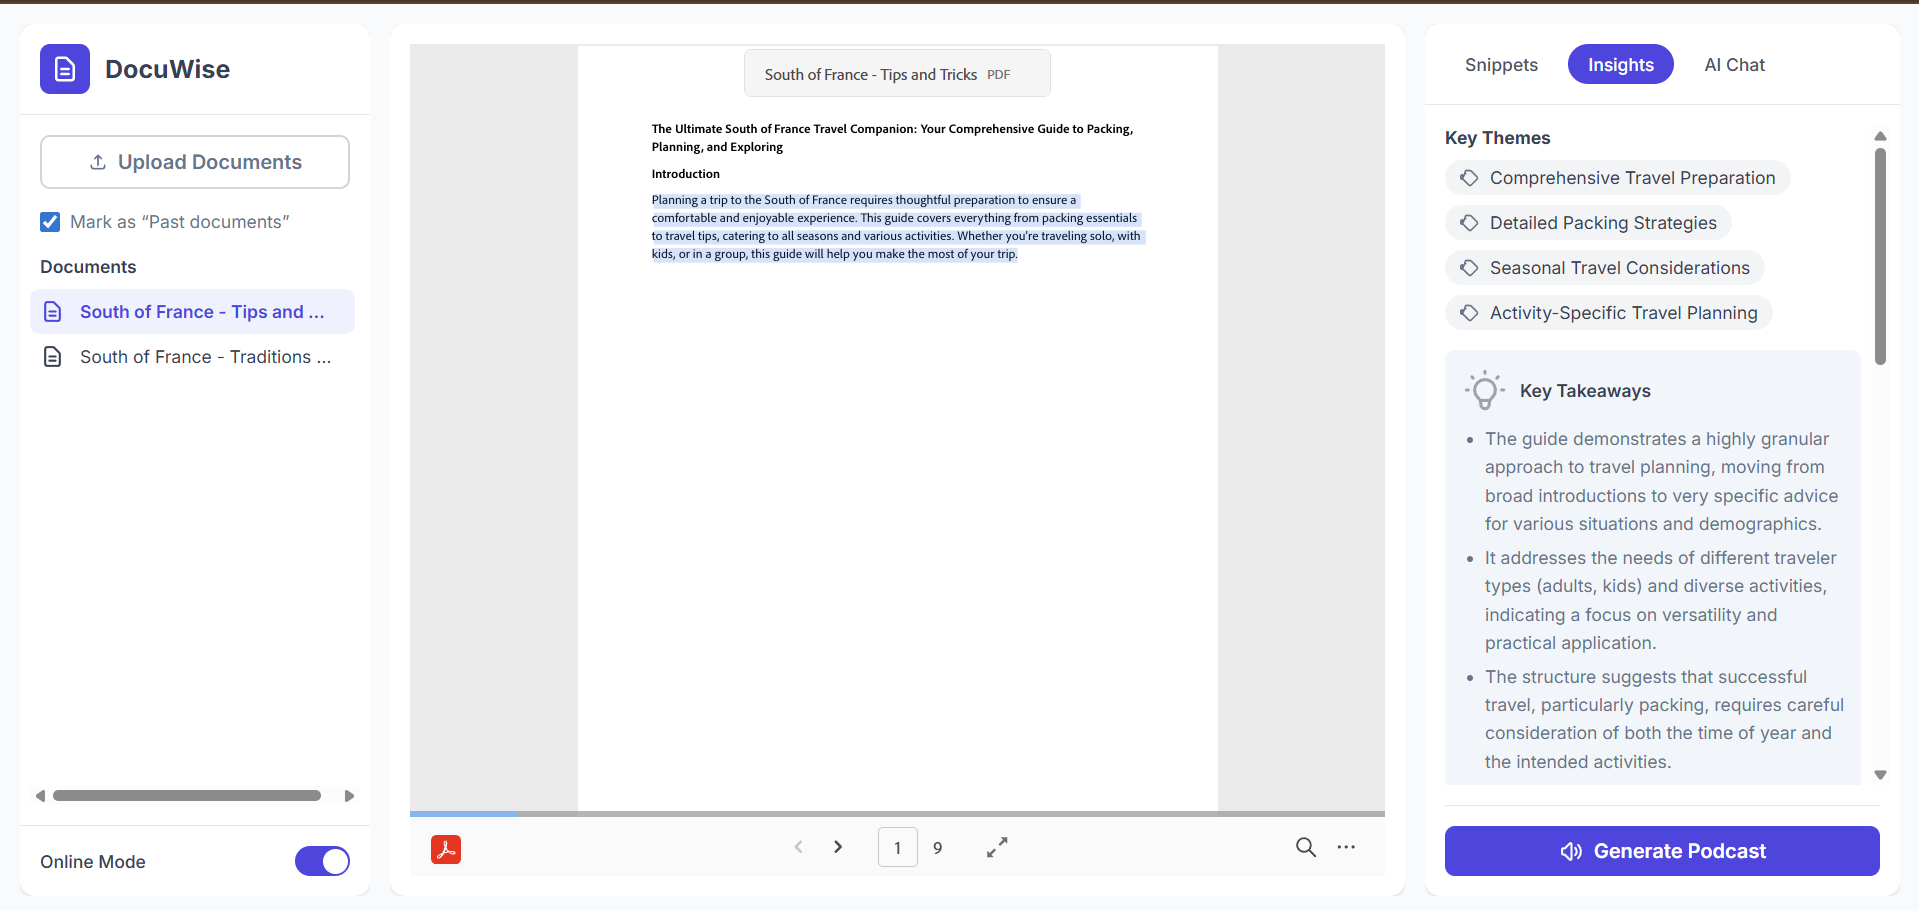 DocuWise
Upload Documents
Mark as “Past documents”
Documents
South of France - Tips and ...
South of France - Traditions ...
Online Mode
South of France - Tips and Tricks PDF
The Ultimate South of France Travel Companion: Your Comprehensive Guide to Packing,
Planning, and Exploring
Introduction
Planning a trip to the South of France requires thoughtful preparation to ensure a
comfortable and enjoyable experience. This guide covers everything from packing essentials
to travel tips, catering to all seasons and various activities. Whether you're traveling solo, with
kids, or in a group, this guide will help you make the most of your trip.
1 9
Snippets Insights AI Chat
Key Themes
Comprehensive Travel Preparation
Detailed Packing Strategies
Seasonal Travel Considerations
Activity-Specific Travel Planning
Key Takeaways
• The guide demonstrates a highly granular
approach to travel planning, moving from
broad introductions to very specific advice
for various situations and demographics.
• It addresses the needs of different traveler
types (adults, kids) and diverse activities,
indicating a focus on versatility and
practical application.
• The structure suggests that successful
travel, particularly packing, requires careful
consideration of both the time of year and
the intended activities.
Generate Podcast